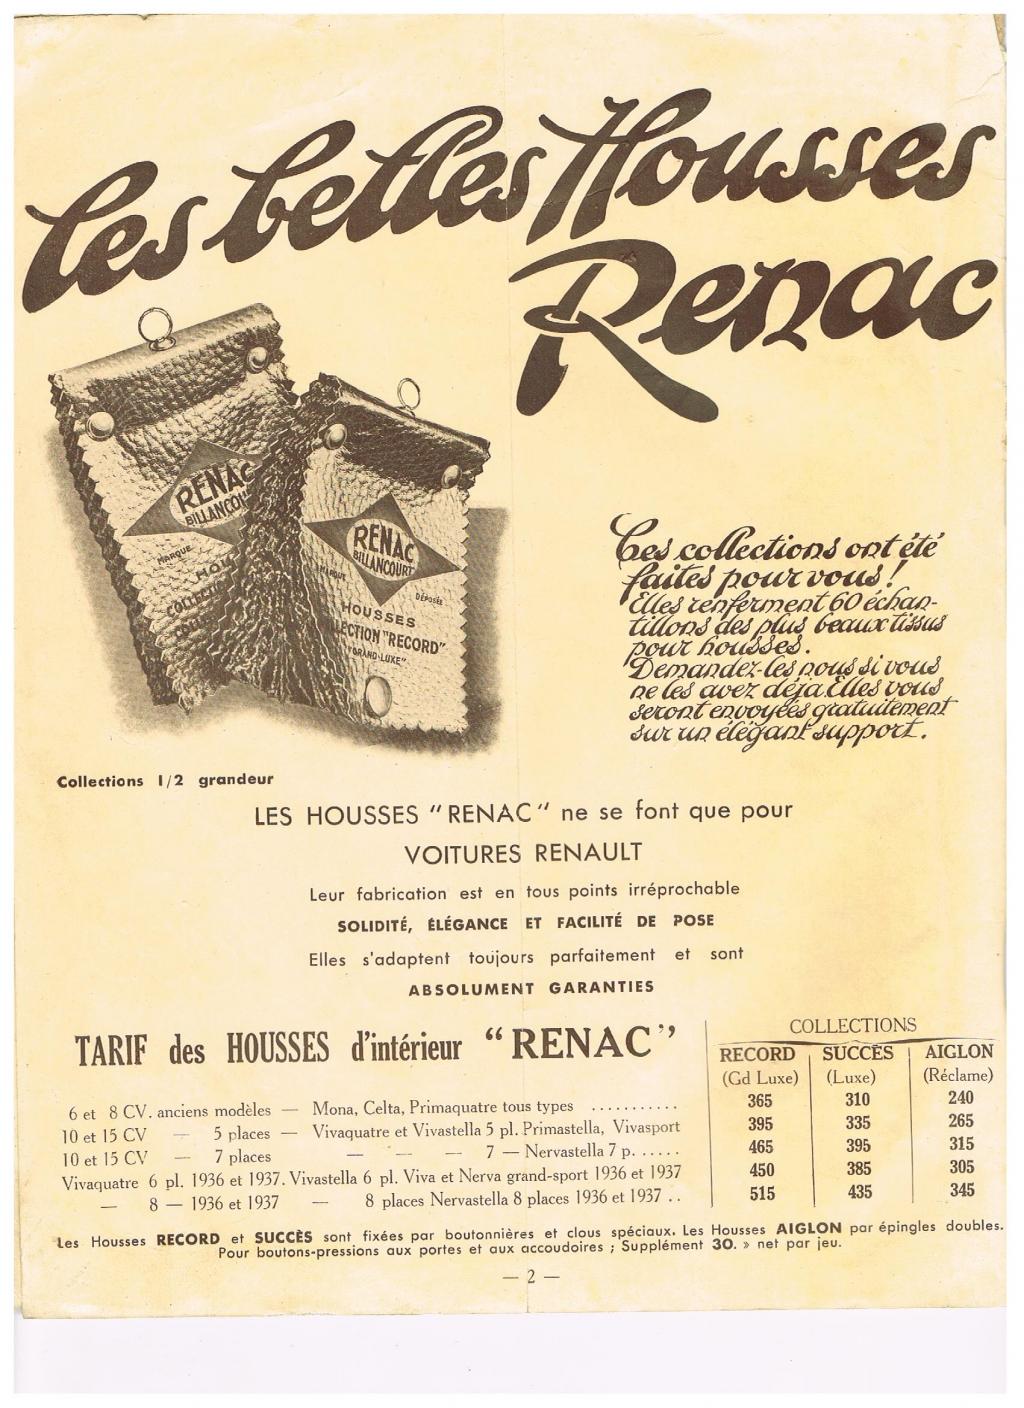 Les belles Housses
Renac
RENAC
BILLANCOU
MARQUE
HOU
COLLECTI
RENAC
BILLANCOURT
MARQUE
DÉPOSÉE
HOUSSES
LECTION "RECORD"
"GRAND-LUXE"
Ces collections ont été
faites pour vous !
Elles renferment 60 échan-
tillons des plus beaux tissus
pour housses.
Demandez-les nous si vous
ne les avez déjà. Elles vous
seront envoyées gratuitement
sur un élégant support.
Collections 1/2 grandeur
LES HOUSSES "RENAC" ne se font que pour
VOITURES RENAULT
Leur fabrication est en tous points irréprochable
SOLIDITÉ, ÉLÉGANCE ET FACILITÉ DE POSE
Elles s'adaptent toujours parfaitement et sont
ABSOLUMENT GARANTIES
TARIF des HOUSSES d'intérieur "RENAC"
COLLECTIONS
RECORD SUCCÈS AIGLON
(Gd Luxe) (Luxe) (Réclame)
6 et 8 CV. anciens modèles — Mona, Celta, Primaquatre tous types ........... 365 310 240
10 et 15 CV — 5 places — Vivaquatre et Vivastella 5 pl. Primastella, Vivasport 395 335 265
10 et 15 CV — 7 places — — — 7 — Nervastella 7 p. ...... 465 395 315
Vivaquatre 6 pl. 1936 et 1937. Vivastella 6 pl. Viva et Nerva grand-sport 1936 et 1937 450 385 305
— 8 — 1936 et 1937 — 8 places Nervastella 8 places 1936 et 1937 .. 515 435 345
Les Housses RECORD et SUCCÈS sont fixées par boutonnières et clous spéciaux. Les Housses AIGLON par épingles doubles.
Pour boutons-pressions aux portes et aux accoudoires ; Supplément 30. » net par jeu.
— 2 —